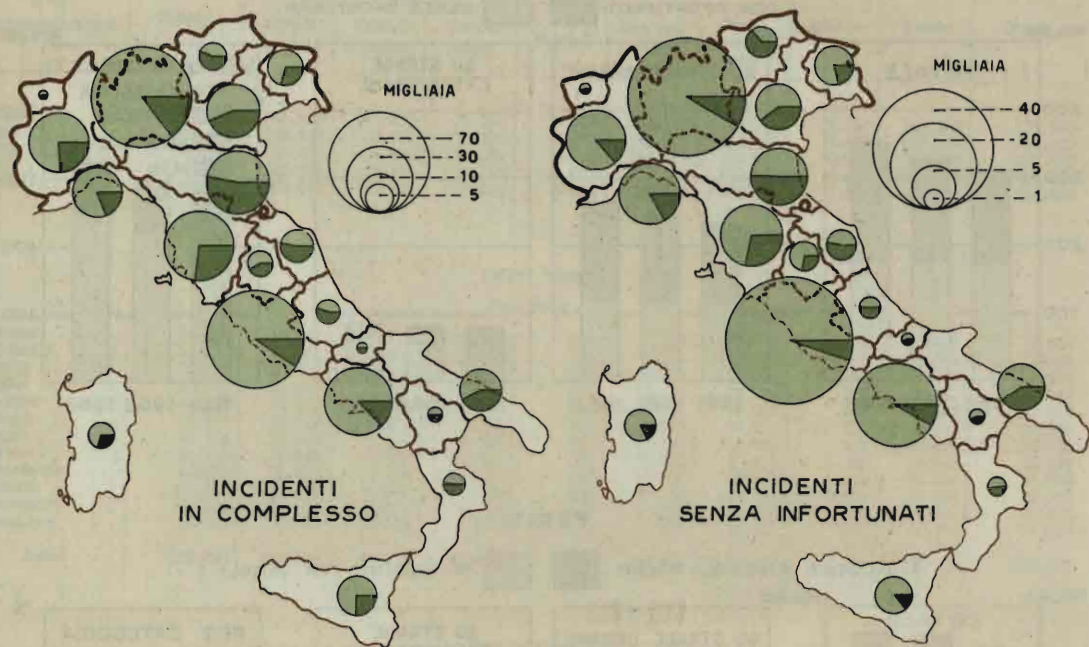 MIGLIAIA
70
30
10
5
INCIDENTI
IN COMPLESSO
MIGLIAIA
40
20
5
1
INCIDENTI
SENZA INFORTUNATI